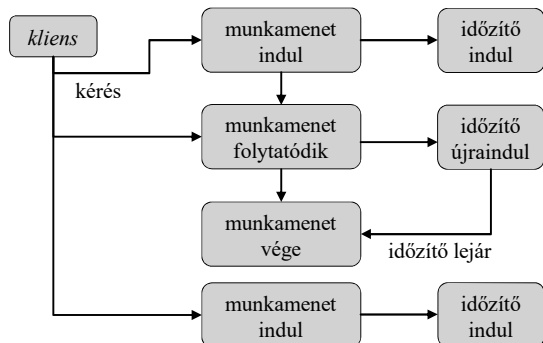 kliens
munkamenet
indul
időzítő
indul
kérés
munkamenet
folytatódik
időzítő
újraindul
munkamenet
vége
időzítő lejár
munkamenet
indul
időzítő
indul